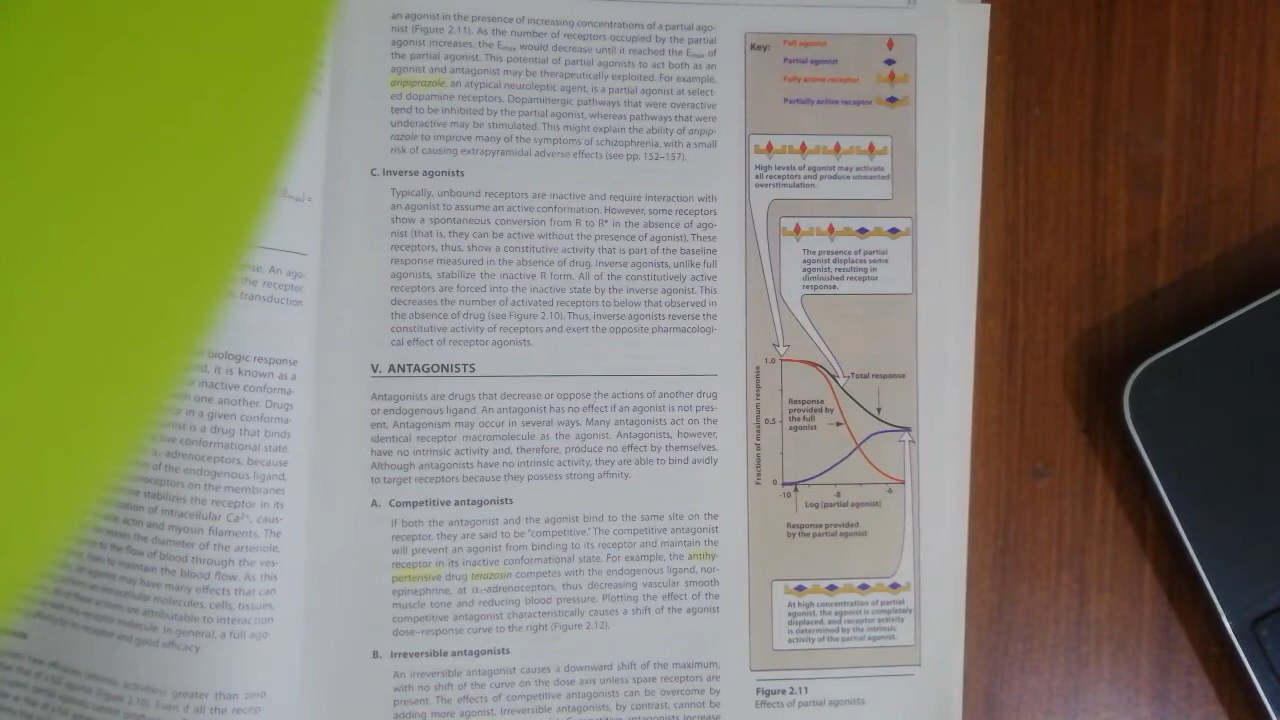 33
an agonist in the presence of increasing concentrations of a partial ago-
nist (Figure 2.11). As the number of receptors occupied by the partial
agonist increases, the Emax would decrease until it reached the Emax of
the partial agonist. This potential of partial agonists to act both as an
agonist and antagonist may be therapeutically exploited. For example,
aripiprazole, an atypical neuroleptic agent, is a partial agonist at select-
ed dopamine receptors. Dopaminergic pathways that were overactive
tend to be inhibited by the partial agonist, whereas pathways that were
underactive may be stimulated. This might explain the ability of aripip-
razole to improve many of the symptoms of schizophrenia, with a small
risk of causing extrapyramidal adverse effects (see pp. 152–157).
C. Inverse agonists
Typically, unbound receptors are inactive and require interaction with
an agonist to assume an active conformation. However, some receptors
show a spontaneous conversion from R to R* in the absence of ago-
nist (that is, they can be active without the presence of agonist). These
receptors, thus, show a constitutive activity that is part of the baseline
response measured in the absence of drug. Inverse agonists, unlike full
agonists, stabilize the inactive R form. All of the constitutively active
receptors are forced into the inactive state by the inverse agonist. This
decreases the number of activated receptors to below that observed in
the absence of drug (see Figure 2.10). Thus, inverse agonists reverse the
constitutive activity of receptors and exert the opposite pharmacologi-
cal effect of receptor agonists.
V. ANTAGONISTS
Antagonists are drugs that decrease or oppose the actions of another drug
or endogenous ligand. An antagonist has no effect if an agonist is not pres-
ent. Antagonism may occur in several ways. Many antagonists act on the
identical receptor macromolecule as the agonist. Antagonists, however,
have no intrinsic activity and, therefore, produce no effect by themselves.
Although antagonists have no intrinsic activity, they are able to bind avidly
to target receptors because they possess strong affinity.
A. Competitive antagonists
If both the antagonist and the agonist bind to the same site on the
receptor, they are said to be "competitive." The competitive antagonist
will prevent an agonist from binding to its receptor and maintain the
receptor in its inactive conformational state. For example, the antihy-
pertensive drug terazosin competes with the endogenous ligand, nor-
epinephrine, at α₁-adrenoceptors, thus decreasing vascular smooth
muscle tone and reducing blood pressure. Plotting the effect of the
competitive antagonist characteristically causes a shift of the agonist
dose–response curve to the right (Figure 2.12).
B. Irreversible antagonists
An irreversible antagonist causes a downward shift of the maximum,
with no shift of the curve on the dose axis unless spare receptors are
present. The effects of competitive antagonists can be overcome by
adding more agonist. Irreversible antagonists, by contrast, cannot be
Competitive antagonists increase
Key:
Full agonist
Partial agonist
Fully active receptor
Partially active receptor
High levels of agonist may activate
all receptors and produce unwanted
overstimulation.
The presence of partial
agonist displaces some
agonist, resulting in
diminished receptor
response.
Fraction of maximum response
1.0
0.5
0
Total response
Response
provided by
the full
agonist
-10
-8
-6
Log [partial agonist]
Response provided
by the partial agonist
At high concentration of partial
agonist, the agonist is completely
displaced, and receptor activity
is determined by the intrinsic
activity of the partial agonist.
Figure 2.11
Effects of partial agonists.
An ago-
the receptor
transduction
biologic response
it is known as a
inactive conforma-
one another. Drugs
in a given conforma-
is a drug that binds
conformational state.
-adrenoceptors, because
of the endogenous ligand,
on the membranes
stabilizes the receptor in its
of intracellular Ca²⁺, caus-
actin and myosin filaments. The
the diameter of the arteriole,
to the flow of blood through the ves-
to maintain the blood flow. As this
an agonist may have many effects that can
intracellular molecules, cells, tissues,
are attributable to interaction
In general, a full ago-
to receptor and good efficacy.
greater than zero
Even if all the